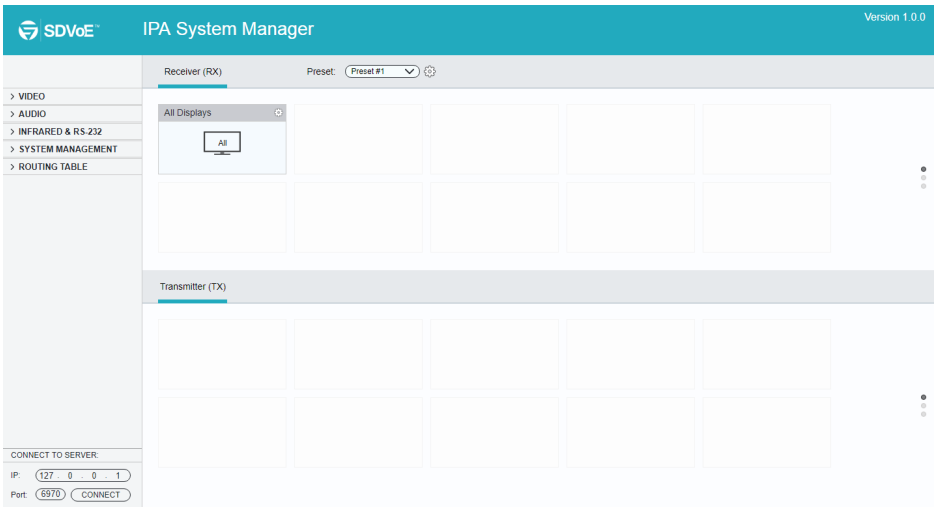 SDVoE™
IPA System Manager
Version 1.0.0
Receiver (RX)
Preset: Preset #1
> VIDEO
> AUDIO
> INFRARED & RS-232
> SYSTEM MANAGEMENT
> ROUTING TABLE
All Displays
All
Transmitter (TX)
CONNECT TO SERVER:
IP: 127 . 0 . 0 . 1
Port: 6970 CONNECT